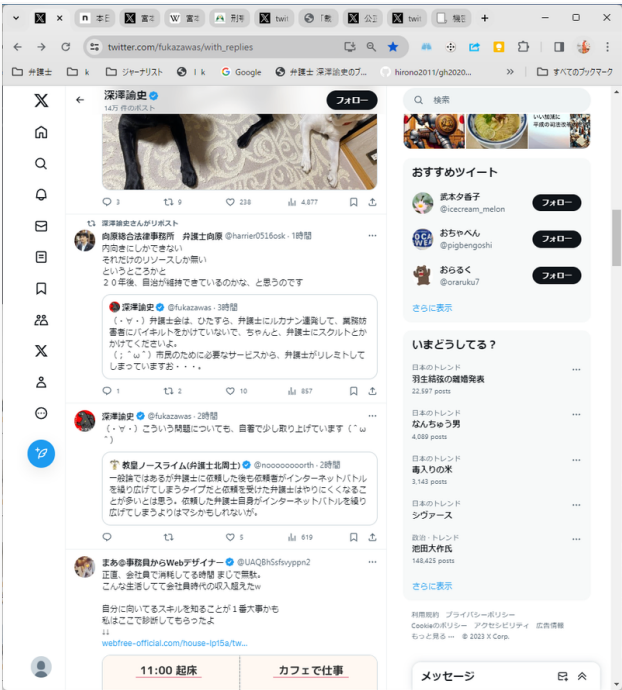 本日
宮ネ
宮ネ
刑事
twit
「敷
公正
twit
機密
twitter.com/fukazawas/with_replies
弁護士
k
ジャーナリスト
l k
Google
弁護士 深澤諭史のブ...
hirono2011/gh2020...
すべてのブックマーク
深澤諭史
14万 件のポスト
フォロー
3
9
238
4,877
深澤諭史さんがリポスト
向原総合法律事務所 弁護士向原 @harrier0516osk · 1時間
内向きにしかできない
それだけのリソースしか無い
というところかと
20年後、自治が維持できているのかな、と思うのです
深澤諭史 @fukazawas · 3時間
(・∀・)弁護士会は、ひたすら、弁護士にルカナン連発して、業務妨
害者にバイキルトをかけていないで、ちゃんと、弁護士にスクルトとか
かけてくださいよ。
(;＾ω＾)市民のために必要なサービスから、弁護士がリレミトして
しまっていますお・・・。
1
2
10
857
深澤諭史 @fukazawas · 2時間
(・∀・)こういう問題についても、自著で少し取り上げています(＾ω
＾)
教皇ノースライム(弁護士北周士) @noooooooorth · 2時間
一般論ではあるが弁護士に依頼した後も依頼者がインターネットバトル
を繰り広げてしまうタイプだと依頼を受けた弁護士はやりにくくなるこ
とが多いとは思う。依頼した弁護士自身がインターネットバトルを繰り
広げてしまうよりはマシかもしれないが。
5
619
まあ@事務員からWebデザイナー @UAQBhSsfsvyppn2
正直、会社員で消耗してる時間 まじで無駄。
こんな生活してて会社員時代の収入超えたw
自分に向いてるスキルを知ることが1番大事かも
私はここで診断してもらったよ
↓↓
webfree-official.com/house-lp15a/tw...
11:00 起床
カフェで仕事
検索
いい加減に
平成の司法改革
おすすめツイート
武本夕香子
@icecream_melon
フォロー
おちゃべん
@pigbengoshi
フォロー
おらるく
@oraruku7
フォロー
さらに表示
いまどうしてる？
日本のトレンド
羽生結弦の離婚発表
22,597 posts
日本のトレンド
なんちゅう男
4,089 posts
日本のトレンド
毒入りの米
3,143 posts
日本のトレンド
シヴァース
政治・トレンド
池田大作氏
148,425 posts
さらに表示
利用規約 プライバシーポリシー
Cookieのポリシー アクセシビリティ 広告情報
もっと見る ··· © 2023 X Corp.
メッセージ